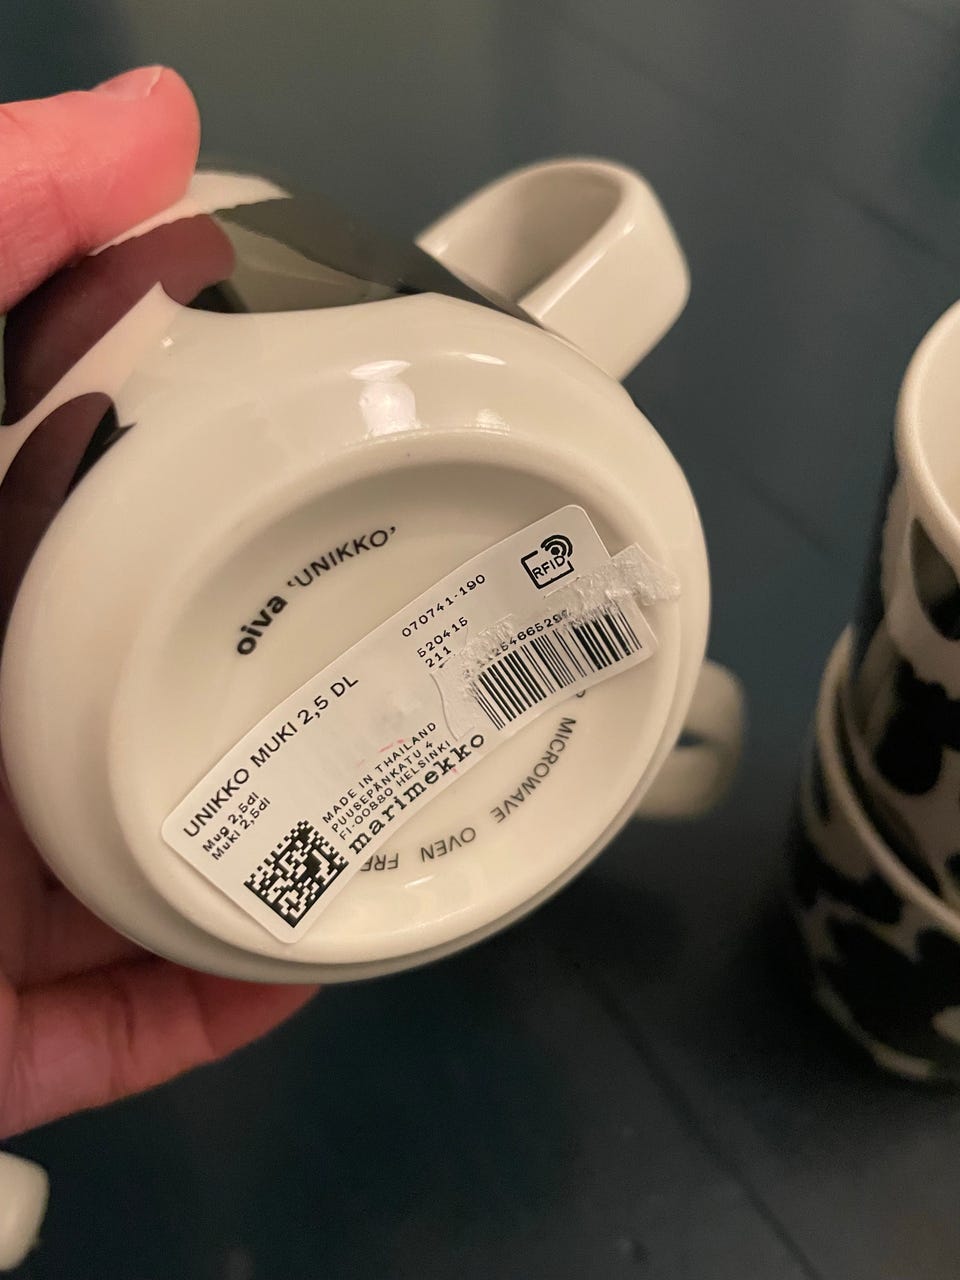 oiva ‘UNIKKO’
RFID
070741-190
520415
211
UNIKKO MUKI 2,5 DL
Mug 2,5dl
Muki 2,5dl
MADE IN THAILAND
PUUSEPÄNKATU 4
FI-00880 HELSINKI
marimekko
MICROWAVE OVEN